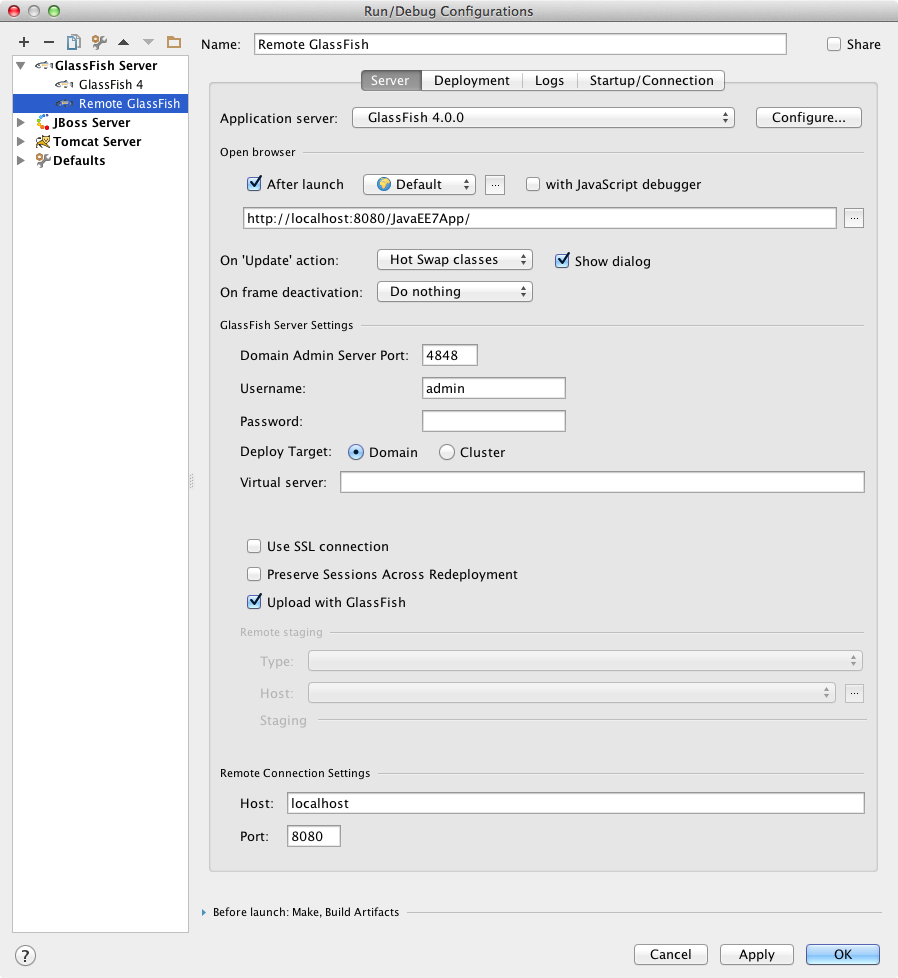 Run/Debug Configurations
Name: Remote GlassFish Share
GlassFish Server
GlassFish 4
Remote GlassFish
JBoss Server
Tomcat Server
Defaults
Server Deployment Logs Startup/Connection
Application server: GlassFish 4.0.0 Configure...
Open browser
After launch Default ... with JavaScript debugger
http://localhost:8080/JavaEE7App/ ...
On 'Update' action: Hot Swap classes Show dialog
On frame deactivation: Do nothing
GlassFish Server Settings
Domain Admin Server Port: 4848
Username: admin
Password:
Deploy Target: Domain Cluster
Virtual server:
Use SSL connection
Preserve Sessions Across Redeployment
Upload with GlassFish
Remote staging
Type:
Host: ...
Staging
Remote Connection Settings
Host: localhost
Port: 8080
Before launch: Make, Build Artifacts
? Cancel Apply OK